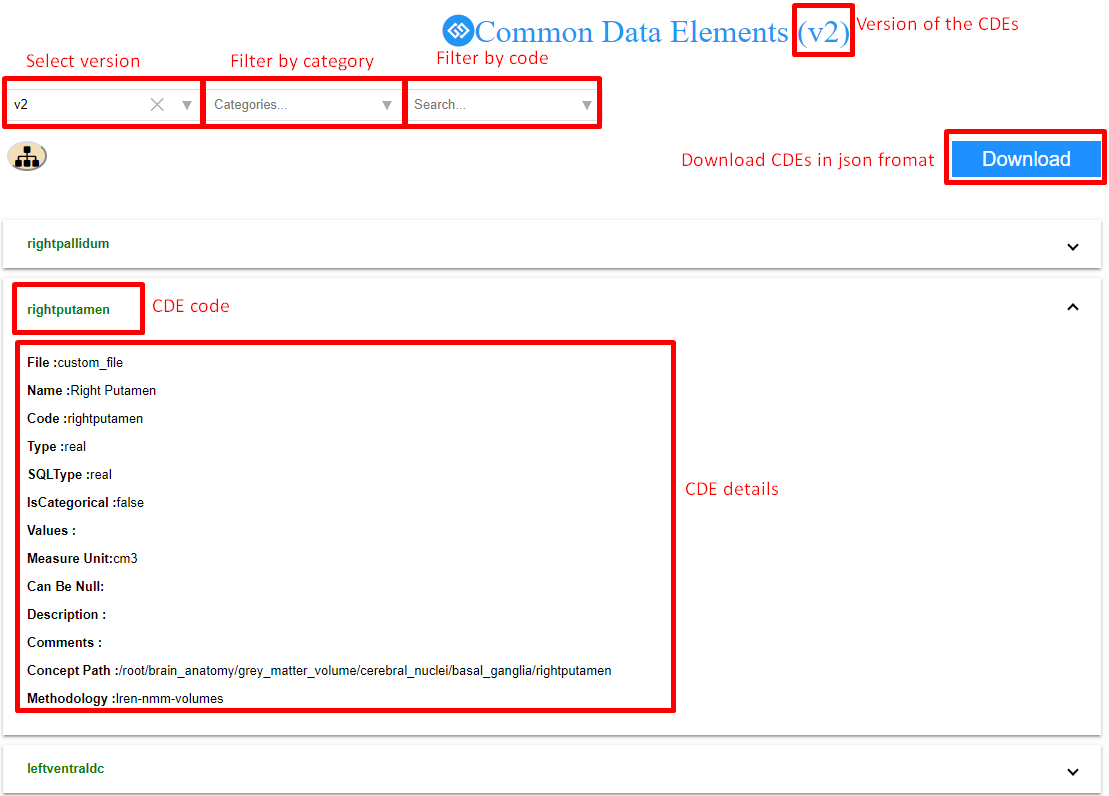 Common Data Elements (v2)
Version of the CDEs
Select version
Filter by category
Filter by code
v2
Categories...
Search...
Download CDEs in json fromat
Download
rightpallidum
rightputamen
CDE code
File :custom_file
Name :Right Putamen
Code :rightputamen
Type :real
SQLType :real
IsCategorical :false
CDE details
Values :
Measure Unit:cm3
Can Be Null:
Description :
Comments :
Concept Path :/root/brain_anatomy/grey_matter_volume/cerebral_nuclei/basal_ganglia/rightputamen
Methodology :lren-nmm-volumes
leftventraldc